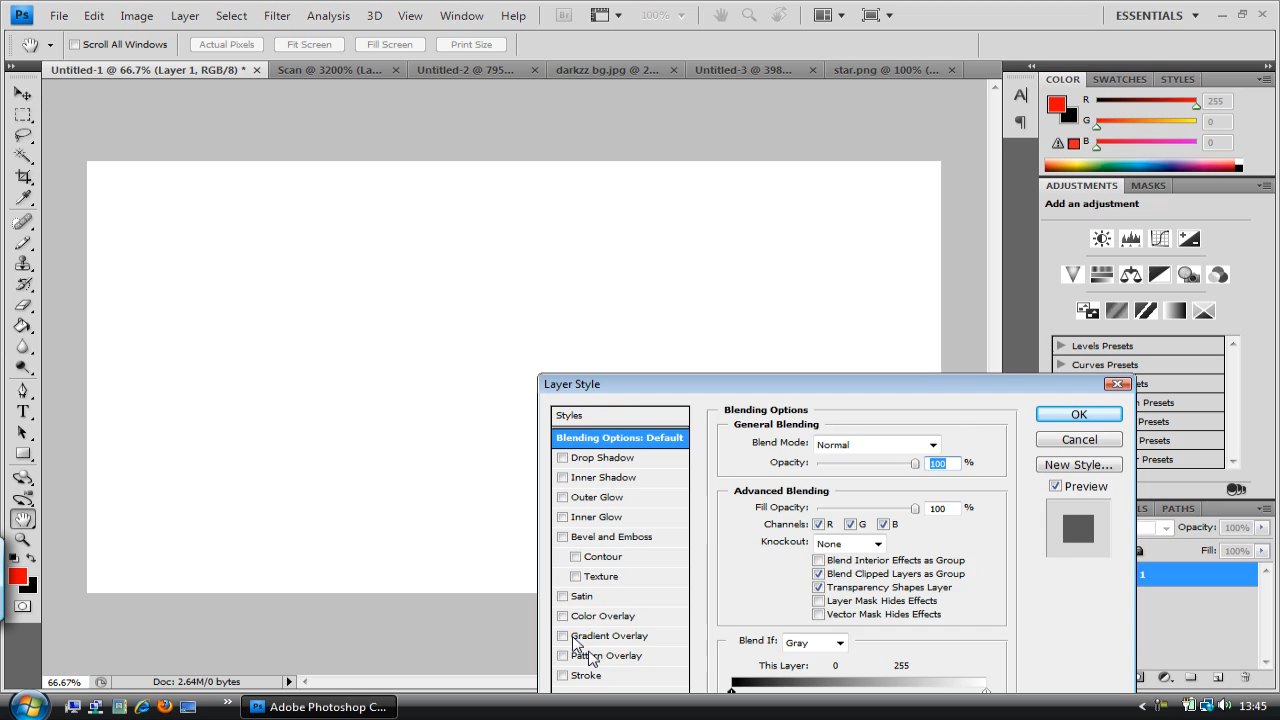 Ps File Edit Image Layer Select Filter Analysis 3D View Window Help Br 100% ESSENTIALS
Scroll All Windows Actual Pixels Fit Screen Fill Screen Print Size
Untitled-1 @ 66.7% (Layer 1, RGB/8) * Scan @ 3200% (La... Untitled-2 @ 795... darkzz bg.jpg @ 2... Untitled-3 @ 398... star.png @ 100% (...
COLOR SWATCHES STYLES
R 255
G 0
B 0
ADJUSTMENTS MASKS
Add an adjustment
Levels Presets
Curves Presets
Presets
Presets
Presets
Presets
Presets
Layer Style
Styles
Blending Options: Default
Drop Shadow
Inner Shadow
Outer Glow
Inner Glow
Bevel and Emboss
Contour
Texture
Satin
Color Overlay
Gradient Overlay
Overlay
Stroke
Blending Options
General Blending
Blend Mode: Normal
Opacity: 100 %
Advanced Blending
Fill Opacity: 100 %
Channels: R G B
Knockout: None
Blend Interior Effects as Group
Blend Clipped Layers as Group
Transparency Shapes Layer
Layer Mask Hides Effects
Vector Mask Hides Effects
Blend If: Gray
This Layer: 0 255
OK
Cancel
New Style...
Preview
PATHS
Opacity: 100%
Fill: 100%
1
66.67% Doc: 2.64M/0 bytes
Adobe Photoshop C... 13:45